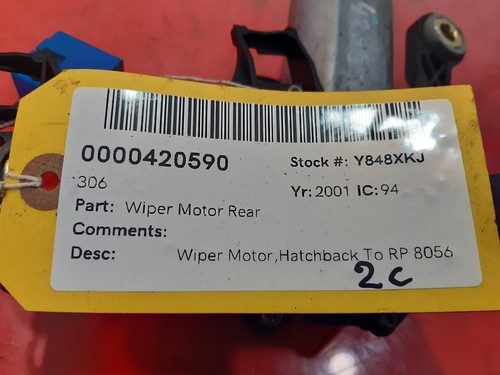 0000420590 Stock #: Y848XKJ
306 Yr: 2001 IC: 94
Part: Wiper Motor Rear
Comments:
Desc: Wiper Motor,Hatchback To RP 8056
2C